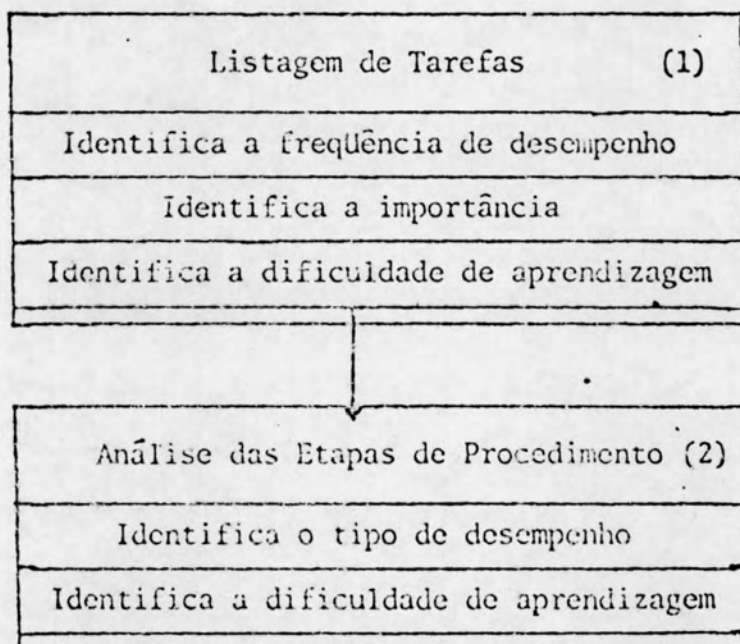 Listagem de Tarefas (1)
Identifica a freqüência de desempenho
Identifica a importância
Identifica a dificuldade de aprendizagem
Análise das Etapas de Procedimento (2)
Identifica o tipo de desempenho
Identifica a dificuldade de aprendizagem